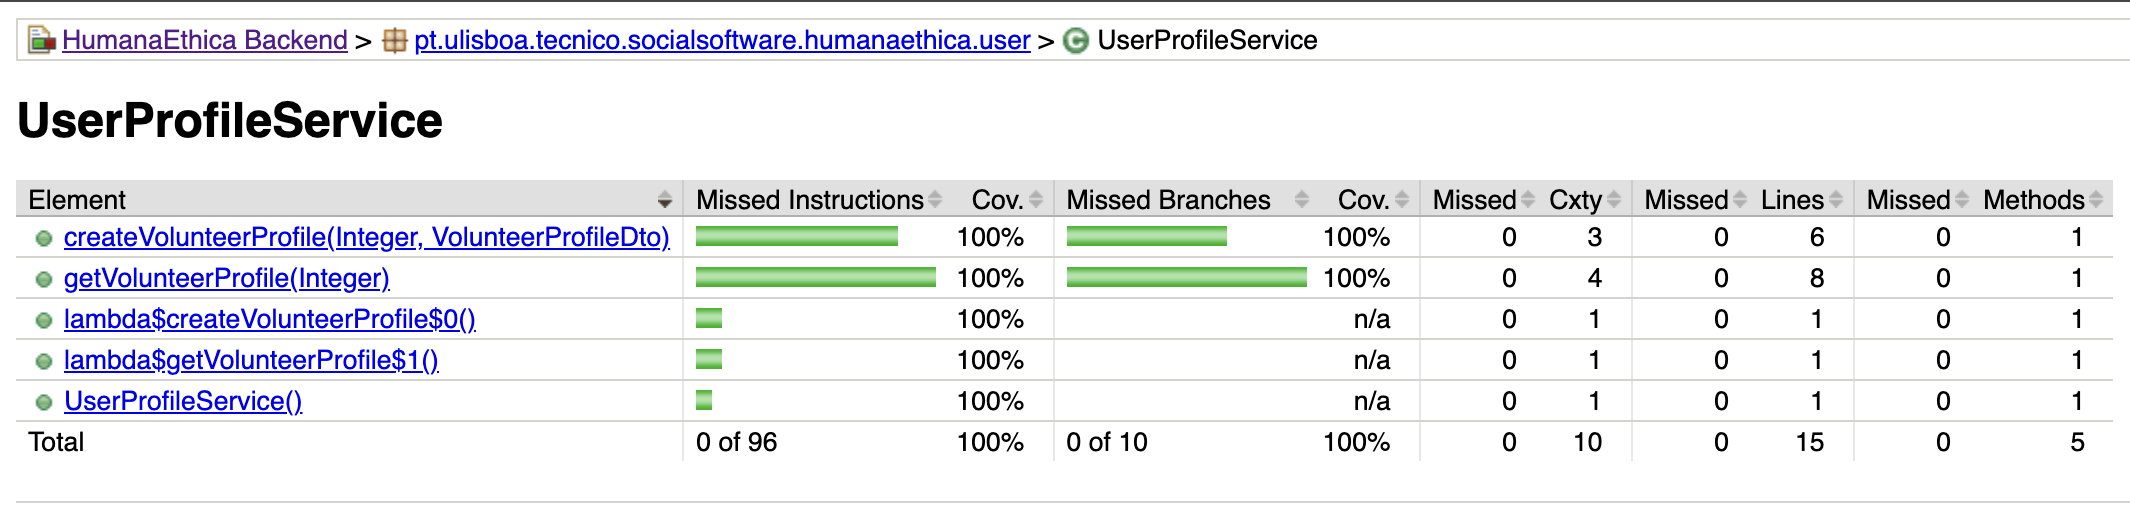 HumanaEthica Backend > pt.ulisboa.tecnico.socialsoftware.humanaethica.user > UserProfileService
UserProfileService
Element Missed Instructions Cov. Missed Branches Cov. Missed Cxty Missed Lines Missed Methods
createVolunteerProfile(Integer, VolunteerProfileDto) 100% 100% 0 3 0 6 0 1
getVolunteerProfile(Integer) 100% 100% 0 4 0 8 0 1
lambda$createVolunteerProfile$0() 100% n/a 0 1 0 1 0 1
lambda$getVolunteerProfile$1() 100% n/a 0 1 0 1 0 1
UserProfileService() 100% n/a 0 1 0 1 0 1
Total 0 of 96 100% 0 of 10 100% 0 10 0 15 0 5